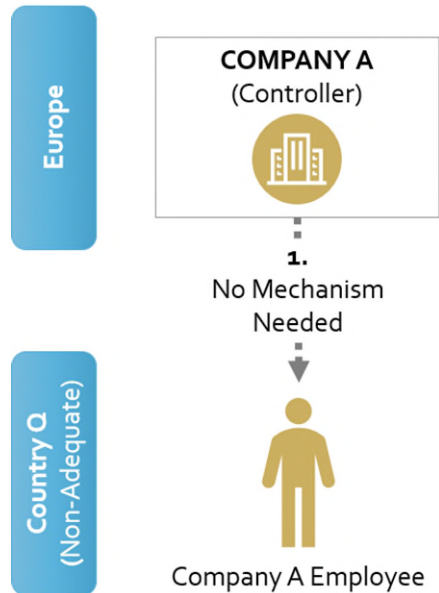 Europe
COMPANY A
(Controller)
1.
No Mechanism
Needed
Country Q
(Non-Adequate)
Company A Employee